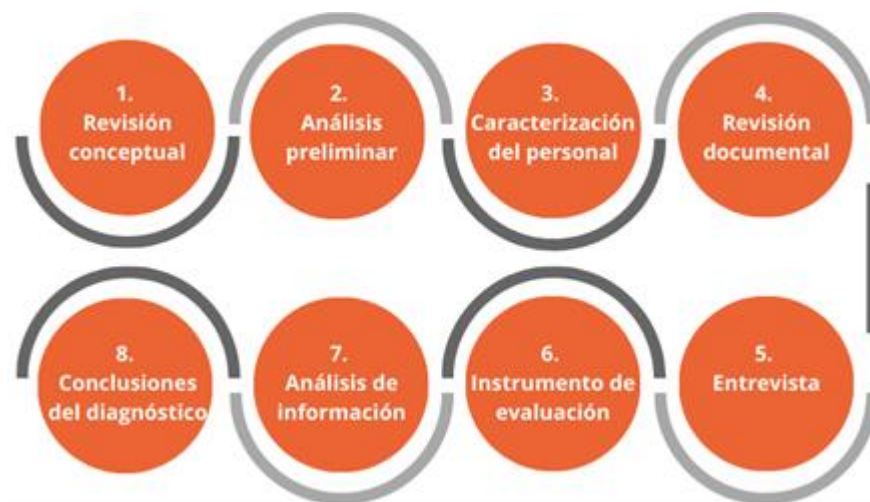 1.
Revisión
conceptual
2.
Análisis
preliminar
3.
Caracterización
del personal
4.
Revisión
documental
5.
Entrevista
6.
Instrumento de
evaluación
7.
Análisis de
información
8.
Conclusiones
del diagnóstico